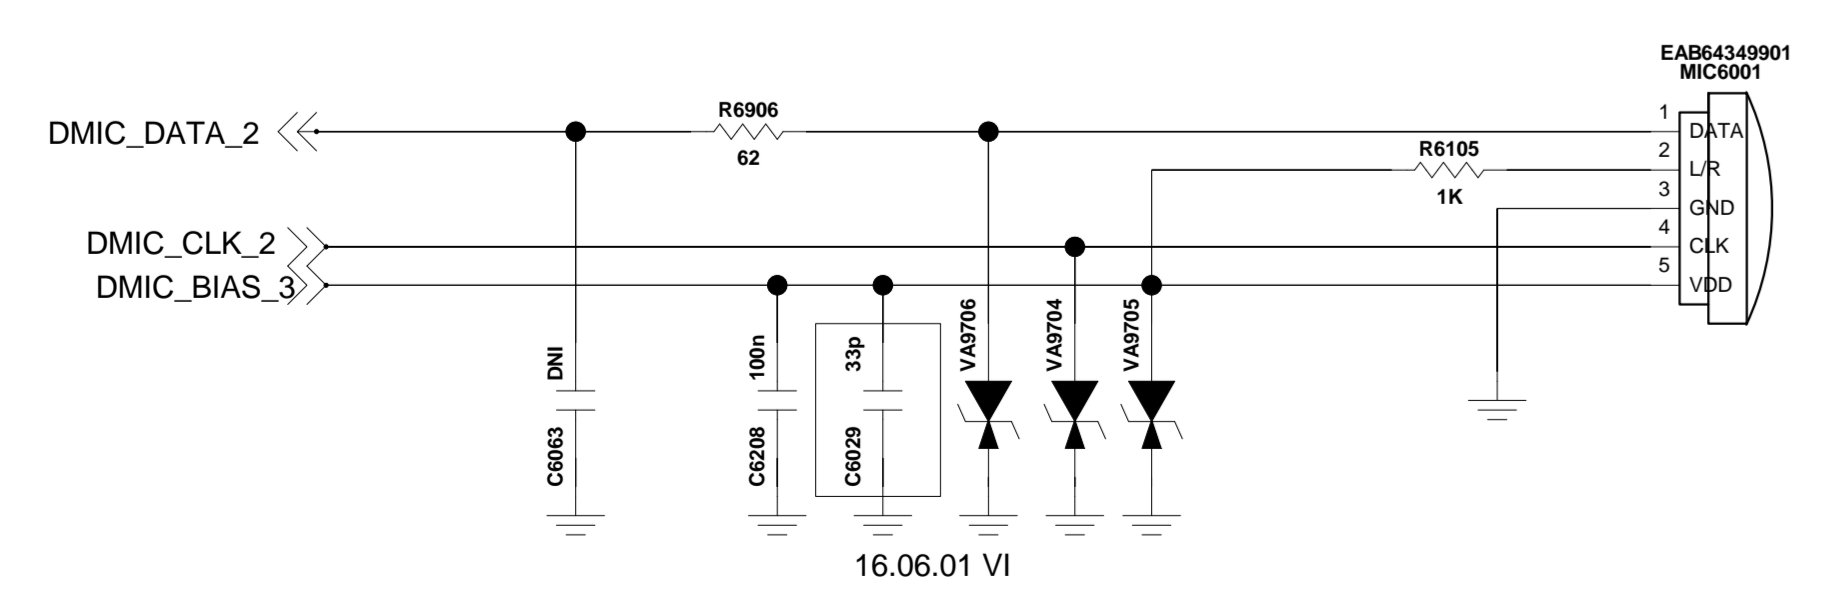 EAB64349901
MIC6001
DMIC_DATA_2
R6906
62
1
DATA
R6105
1K
2
L/R
3
GND
DMIC_CLK_2
4
CLK
DMIC_BIAS_3
5
VDD
DNI
C6063
100n
C6208
33p
C6029
VA9706
VA9704
VA9705
16.06.01 VI